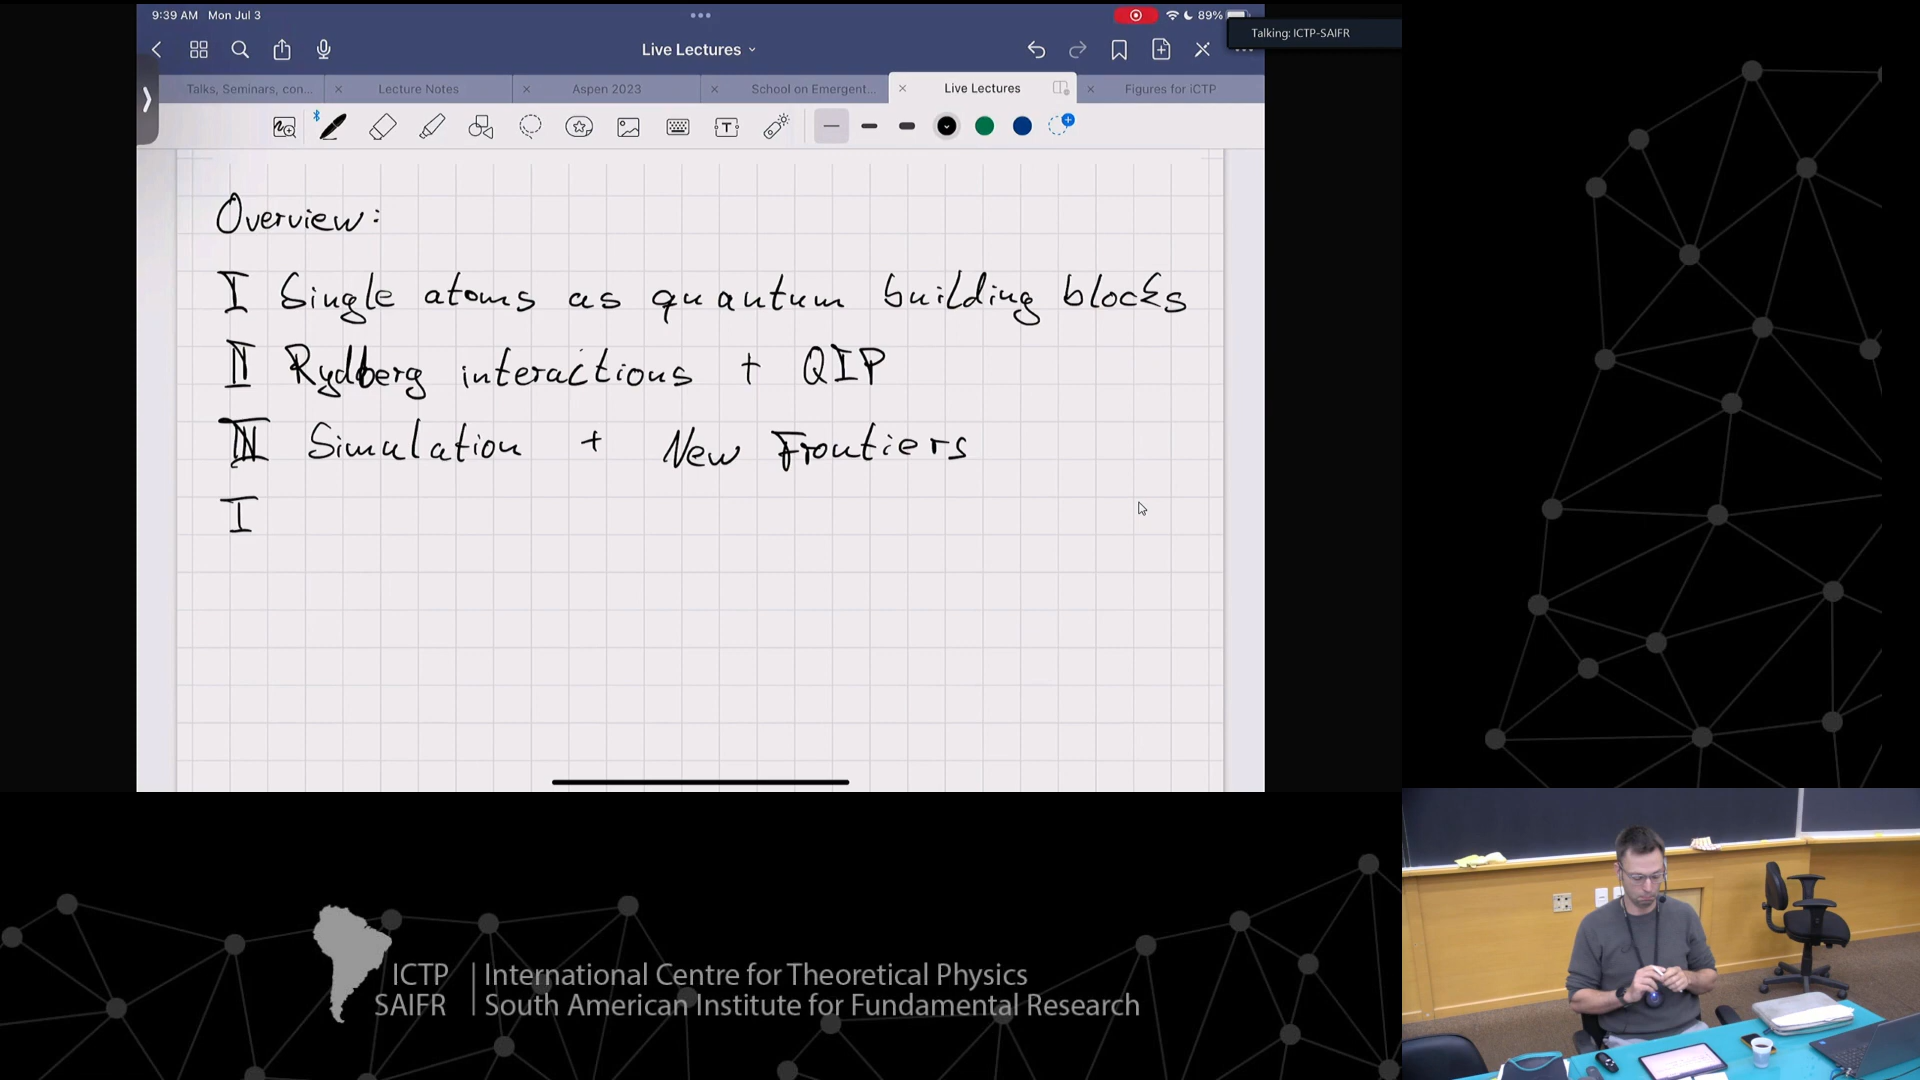 9:39 AM Mon Jul 3
89%
Talking: ICTP-SAIFR
Live Lectures
Talks, Seminars, con...
Lecture Notes
Aspen 2023
School on Emergent...
Live Lectures
Figures for iCTP
Overview:
I Single atoms as quantum building blocks
II Rydberg interactions + QIP
III Simulation + New Frontiers
I
ICTP International Centre for Theoretical Physics
SAIFR South American Institute for Fundamental Research